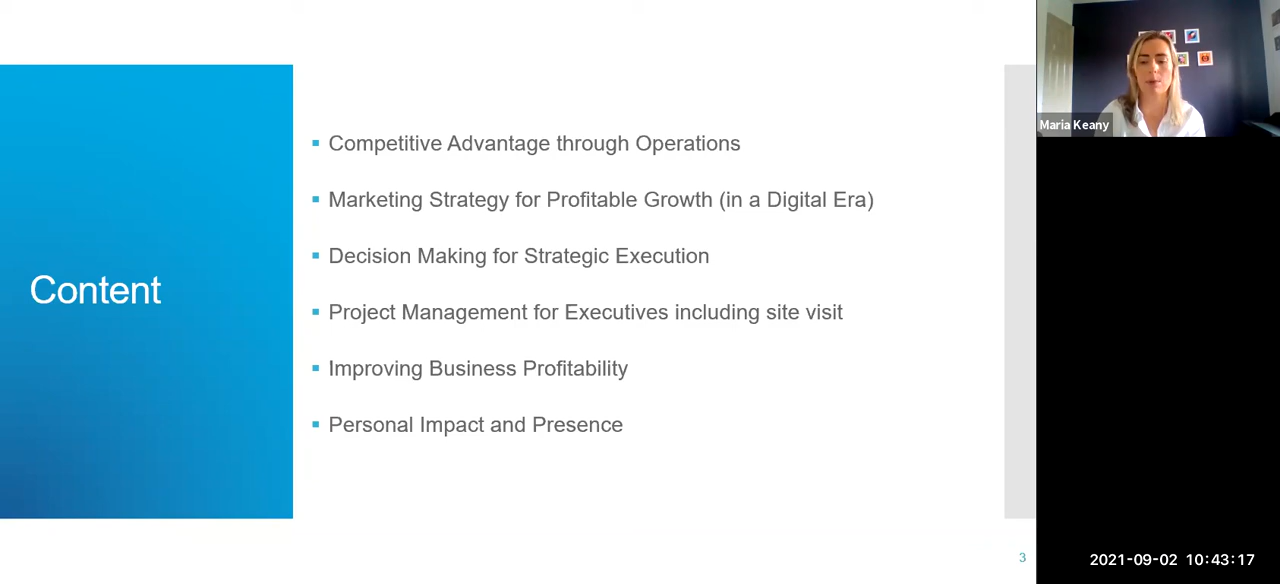 Content
Competitive Advantage through Operations
Marketing Strategy for Profitable Growth (in a Digital Era)
Decision Making for Strategic Execution
Project Management for Executives including site visit
Improving Business Profitability
Personal Impact and Presence
3
Maria Keany
2021-09-02 10:43:17